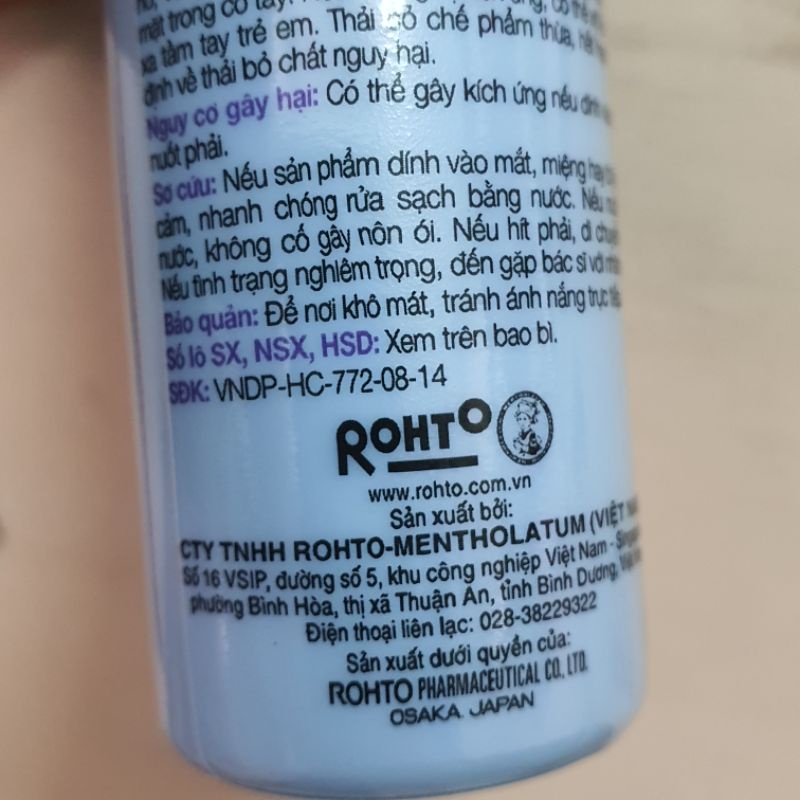 mặt trong cổ tay.
xa tầm tay trẻ em. Thải bỏ chế phẩm thừa, hết
định về thải bỏ chất nguy hại.
Nguy cơ gây hại: Có thể gây kích ứng nếu dính
nuốt phải.
Sơ cứu: Nếu sản phẩm dính vào mắt, miệng hay
cảm, nhanh chóng rửa sạch bằng nước. Nếu
nước, không cố gây nôn ói. Nếu hít phải, di
Nếu tình trạng nghiêm trọng, đến gặp bác sĩ với
Bảo quản: Để nơi khô mát, tránh ánh nắng trực tiếp
Số lô SX, NSX, HSD: Xem trên bao bì.
SĐK: VNDP-HC-772-08-14
ROHTO
www.rohto.com.vn
Sản xuất bởi:
CTY TNHH ROHTO-MENTHOLATUM (VIỆT
Số 16 VSIP, đường số 5, khu công nghiệp Việt Nam -
phường Bình Hòa, thị xã Thuận An, tỉnh Bình Dương,
Điện thoại liên lạc: 028-38229322
Sản xuất dưới quyền của:
ROHTO PHARMACEUTICAL CO., LTD.
OSAKA JAPAN